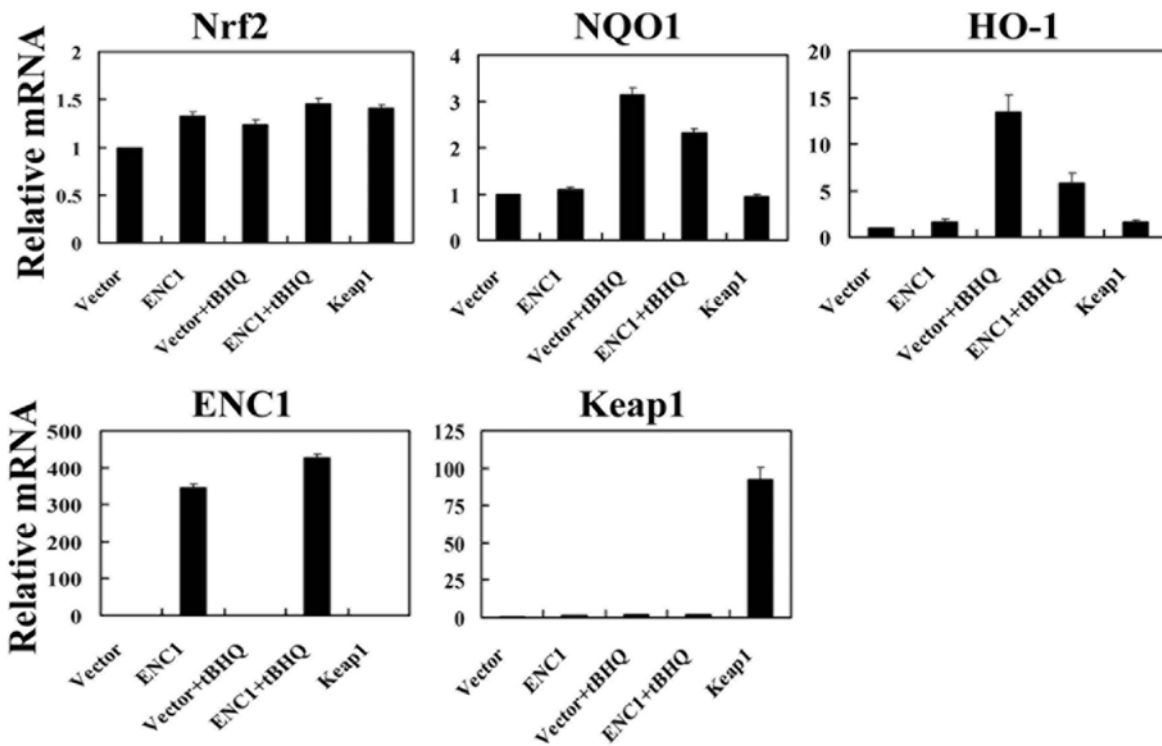 Nrf2
NQO1
HO-1
Relative mRNA
2
1.5
1
0.5
0
4
3
2
1
0
20
15
10
5
0
Vector
ENC1
Vector+tBHQ
ENC1+tBHQ
Keap1
Vector
ENC1
Vector+tBHQ
ENC1+tBHQ
Keap1
Vector
ENC1
Vector+tBHQ
ENC1+tBHQ
Keap1
ENC1
Keap1
Relative mRNA
500
400
300
200
100
0
125
100
75
50
25
0
Vector
ENC1
Vector+tBHQ
ENC1+tBHQ
Keap1
Vector
ENC1
Vector+tBHQ
ENC1+tBHQ
Keap1